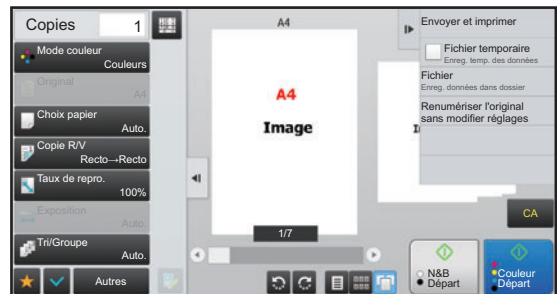 Copies 1
Mode couleur
Couleurs
Original
A4
Choix papier
Auto.
Copie R/V
Recto→Recto
Taux de repro.
100%
Exposition
Auto.
Tri/Groupe
Auto.
Autres
A4
A4
Image
1/7
Envoyer et imprimer
Fichier temporaire
Enreg. temp. des données
Fichier
Enreg. données dans dossier
Renumériser l'original
sans modifier réglages
CA
N&B
Départ
Couleur
Départ